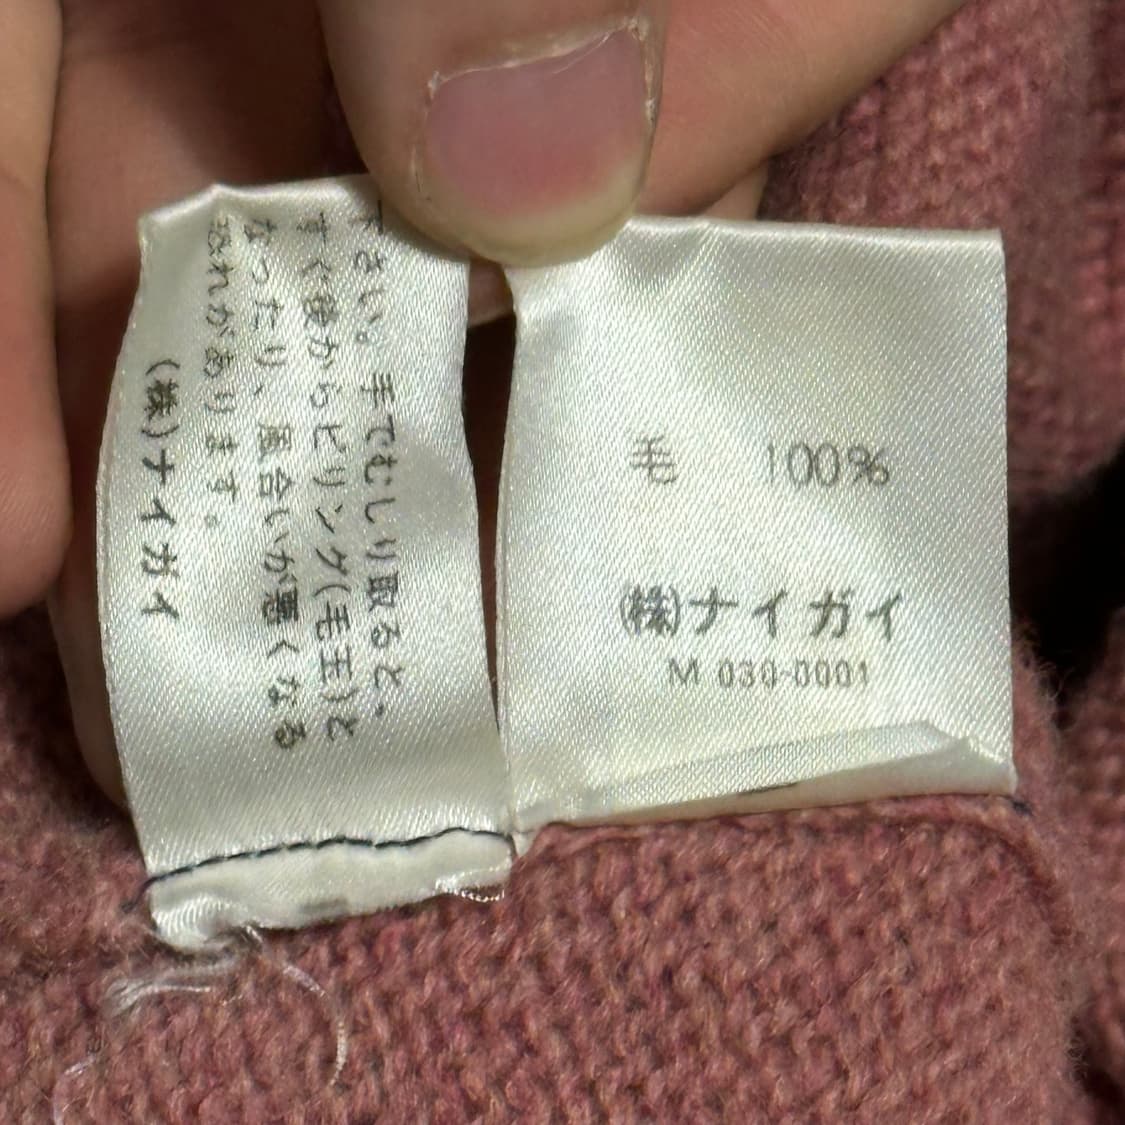 下さい。手でむしり取ると、
すぐ後からピリング(毛玉)と
なったり、風合いが悪くなる
恐れがあります。
(株)ナイガイ
毛 100%
(株)ナイガイ
M 030-0001